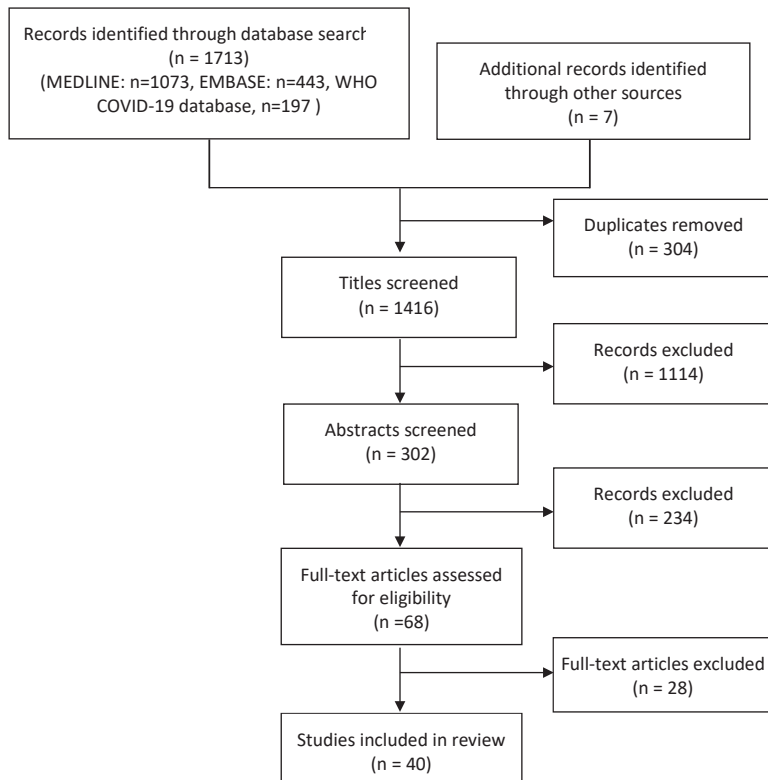 Records identified through database search
(n = 1713)
(MEDLINE: n=1073, EMBASE: n=443, WHO
COVID-19 database, n=197 )
Additional records identified
through other sources
(n = 7)
Duplicates removed
(n = 304)
Titles screened
(n = 1416)
Records excluded
(n = 1114)
Abstracts screened
(n = 302)
Records excluded
(n = 234)
Full-text articles assessed
for eligibility
(n =68)
Full-text articles excluded
(n = 28)
Studies included in review
(n = 40)